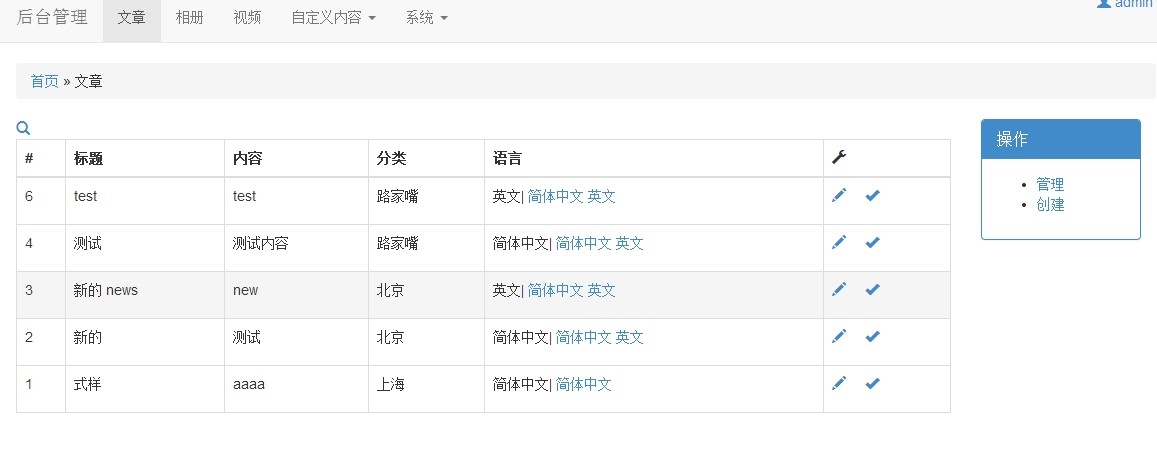 后台管理 文章 相册 视频 自定义内容 系统 admin
首页 » 文章
# 标题 内容 分类 语言
6 test test 路家嘴 英文| 简体中文 英文
4 测试 测试内容 路家嘴 简体中文| 简体中文 英文
3 新的 news new 北京 英文| 简体中文 英文
2 新的 测试 北京 简体中文| 简体中文 英文
1 式样 aaaa 上海 简体中文| 简体中文
操作
管理
创建